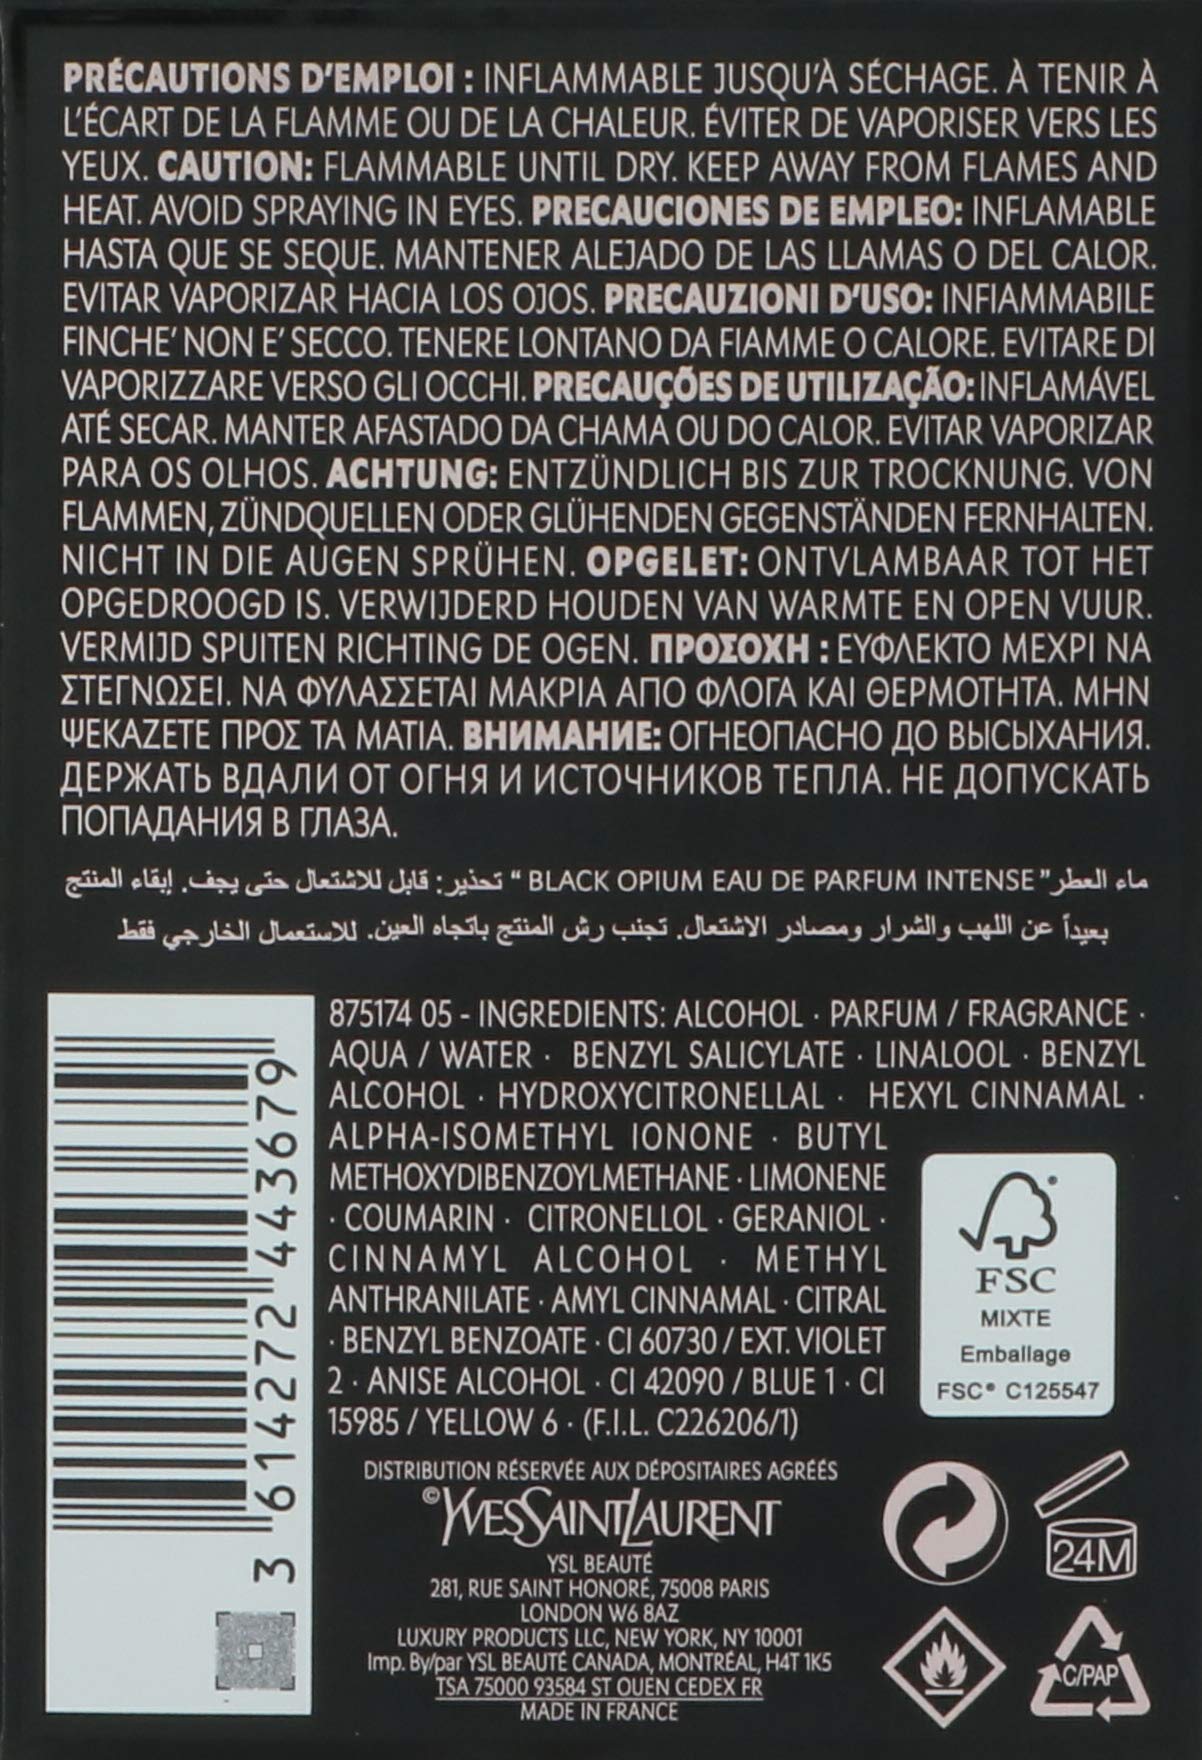 PRÉCAUTIONS D'EMPLOI : INFLAMMABLE JUSQU'À SÉCHAGE. À TENIR À
L'ÉCART DE LA FLAMME OU DE LA CHALEUR. ÉVITER DE VAPORISER VERS LES
YEUX. CAUTION: FLAMMABLE UNTIL DRY. KEEP AWAY FROM FLAMES AND
HEAT. AVOID SPRAYING IN EYES. PRECAUCIONES DE EMPLEO: INFLAMABLE
HASTA QUE SE SEQUE. MANTENER ALEJADO DE LAS LLAMAS O DEL CALOR.
EVITAR VAPORIZAR HACIA LOS OJOS. PRECAUZIONI D'USO: INFIAMMABILE
FINCHE' NON E' SECCO. TENERE LONTANO DA FIAMME O CALORE. EVITARE DI
VAPORIZZARE VERSO GLI OCCHI. PRECAUÇÕES DE UTILIZAÇÃO: INFLAMÁVEL
ATÉ SECAR. MANTER AFASTADO DA CHAMA OU DO CALOR. EVITAR VAPORIZAR
PARA OS OLHOS. ACHTUNG: ENTZÜNDLICH BIS ZUR TROCKNUNG. VON
FLAMMEN, ZÜNDQUELLEN ODER GLÜHENDEN GEGENSTÄNDEN FERNHALTEN.
NICHT IN DIE AUGEN SPRÜHEN. OPGELET: ONTVLAMBAAR TOT HET
OPGEDROOGD IS. VERWIJDERD HOUDEN VAN WARMTE EN OPEN VUUR.
VERMIJD SPUITEN RICHTING DE OGEN. ΠΡΟΣΟΧΗ : ΕΥΦΛΕΚΤΟ ΜΕΧΡΙ ΝΑ
ΣΤΕΓΝΩΣΕΙ. ΝΑ ΦΥΛΑΣΣΕΤΑΙ ΜΑΚΡΙΑ ΑΠΟ ΦΛΟΓΑ ΚΑΙ ΘΕΡΜΟΤΗΤΑ. ΜΗΝ
ΨΕΚΑΖΕΤΕ ΠΡΟΣ ΤΑ ΜΑΤΙΑ. ВНИМАНИЕ: ОГНЕОПАСНО ДО ВЫСЫХАНИЯ.
ДЕРЖАТЬ ВДАЛИ ОТ ОГНЯ И ИСТОЧНИКОВ ТЕПЛА. НЕ ДОПУСКАТЬ
ПОПАДАНИЯ В ГЛАЗА.
ماء العطر "BLACK OPIUM EAU DE PARFUM INTENSE" تحذير: قابل للاشتعال حتى يجف. إبقاء المنتج
بعيداً عن اللهب والشرار ومصادر الاشتعال. تجنب رش المنتج باتجاه العين. للاستعمال الخارجي فقط
875174 05 - INGREDIENTS: ALCOHOL · PARFUM / FRAGRANCE ·
AQUA / WATER · BENZYL SALICYLATE · LINALOOL · BENZYL
ALCOHOL · HYDROXYCITRONELLAL · HEXYL CINNAMAL ·
ALPHA-ISOMETHYL IONONE · BUTYL
METHOXYDIBENZOYLMETHANE · LIMONENE
· COUMARIN · CITRONELLOL · GERANIOL ·
CINNAMYL ALCOHOL · METHYL
ANTHRANILATE · AMYL CINNAMAL · CITRAL
· BENZYL BENZOATE · CI 60730 / EXT. VIOLET
2 · ANISE ALCOHOL · CI 42090 / BLUE 1 · CI
15985 / YELLOW 6 · (F.I.L. C226206/1)
3 614272 443679
FSC
MIXTE
Emballage
FSC® C125547
DISTRIBUTION RÉSERVÉE AUX DÉPOSITAIRES AGRÉÉS
©YVESSAINTLAURENT
YSL BEAUTÉ
281, RUE SAINT HONORÉ, 75008 PARIS
LONDON W6 8AZ
LUXURY PRODUCTS LLC, NEW YORK, NY 10001
Imp. By/par YSL BEAUTÉ CANADA, MONTRÉAL, H4T 1K5
TSA 75000 93584 ST OUEN CEDEX FR
MADE IN FRANCE
24M
C/PAP